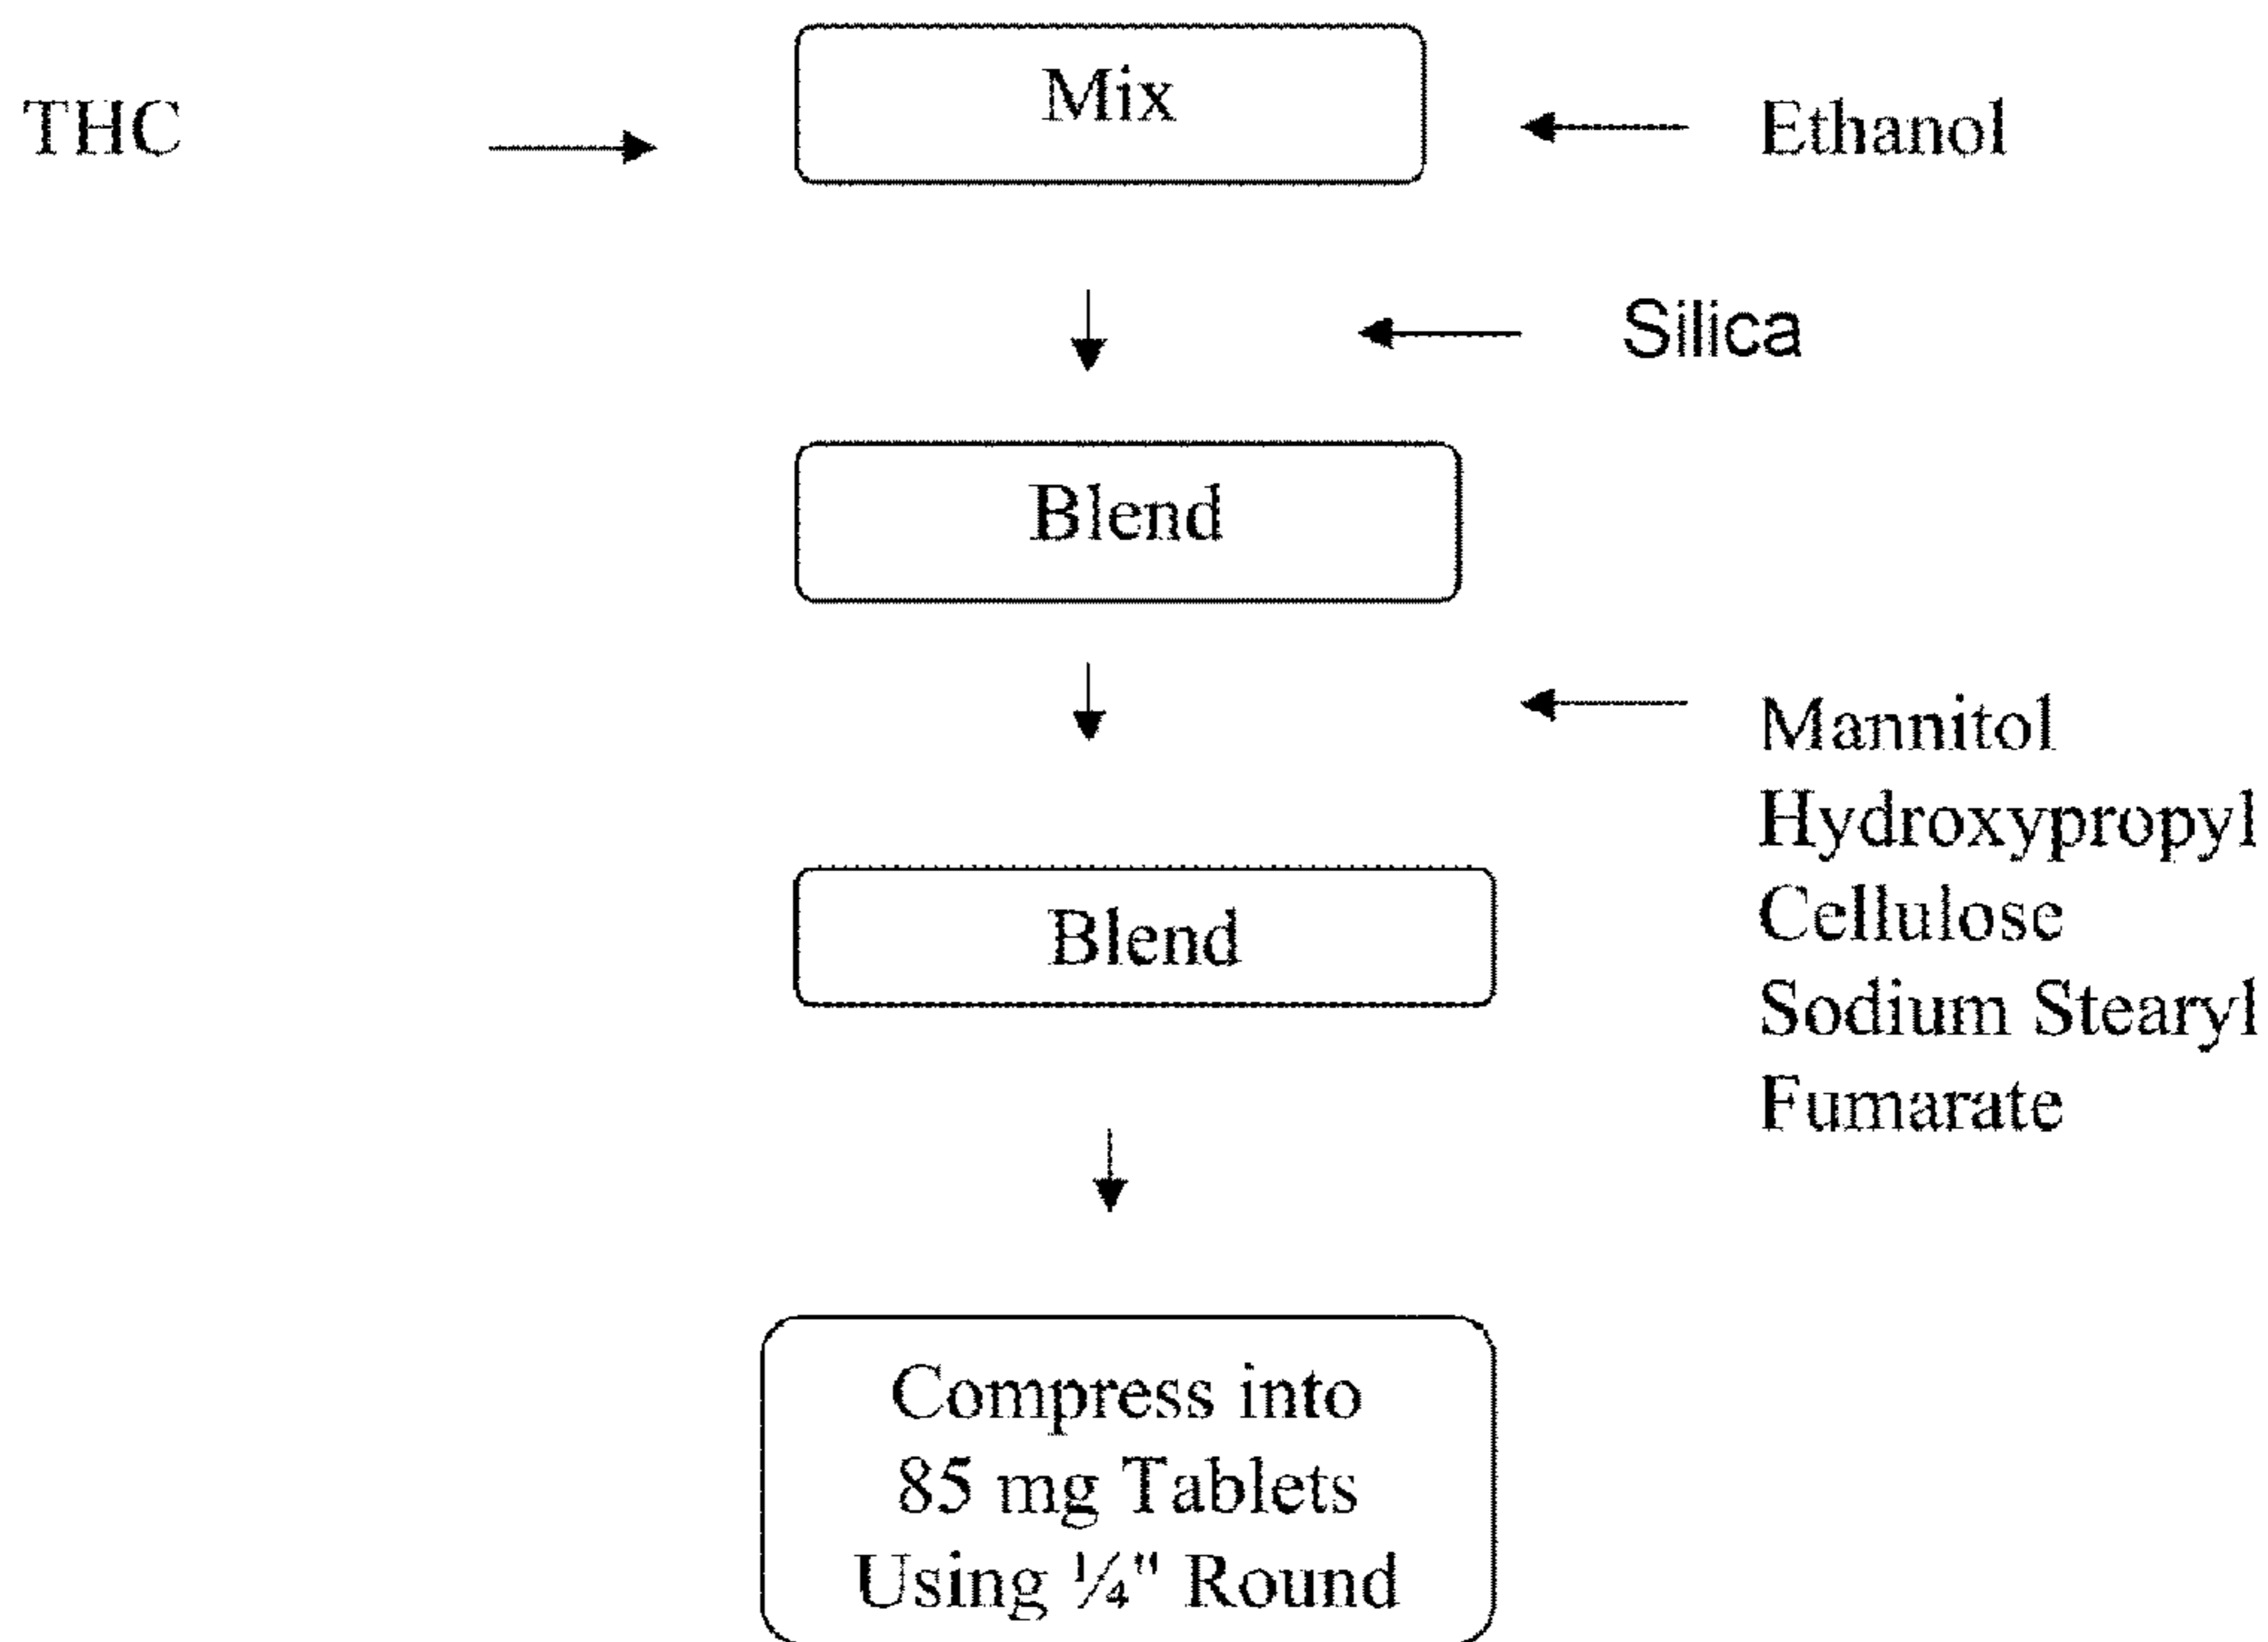 THC
Mix
Ethanol
Silica
Blend
Mannitol
Hydroxypropyl
Cellulose
Sodium Stearyl
Fumarate
Blend
Compress into
85 mg Tablets
Using ¼" Round